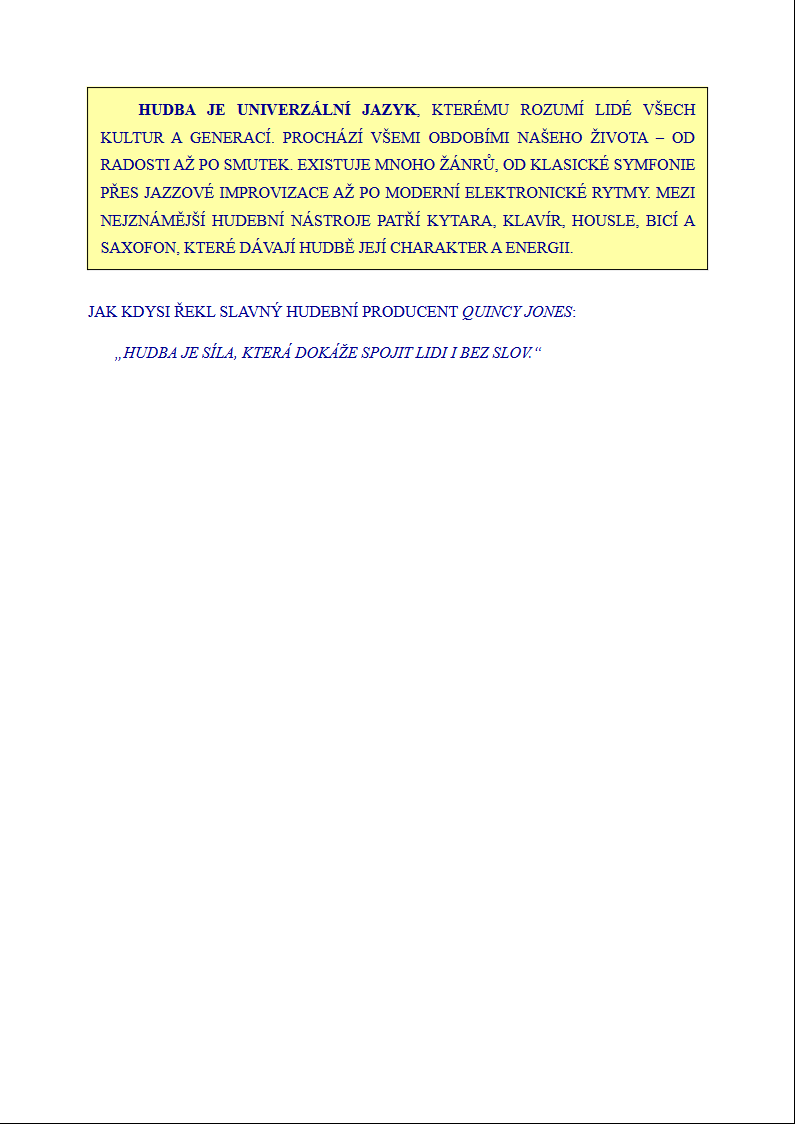 HUDBA JE UNIVERZÁLNÍ JAZYK, KTERÉMU ROZUMÍ LIDÉ VŠECH
KULTUR A GENERACÍ. PROCHÁZÍ VŠEMI OBDOBÍMI NAŠEHO ŽIVOTA – OD
RADOSTI AŽ PO SMUTEK. EXISTUJE MNOHO ŽÁNRŮ, OD KLASICKÉ SYMFONIE
PŘES JAZZOVÉ IMPROVIZACE AŽ PO MODERNÍ ELEKTRONICKÉ RYTMY. MEZI
NEJZNÁMĚJŠÍ HUDEBNÍ NÁSTROJE PATŘÍ KYTARA, KLAVÍR, HOUSLE, BICÍ A
SAXOFON, KTERÉ DÁVAJÍ HUDBĚ JEJÍ CHARAKTER A ENERGII.
JAK KDYSI ŘEKL SLAVNÝ HUDEBNÍ PRODUCENT QUINCY JONES:
„HUDBA JE SÍLA, KTERÁ DOKÁŽE SPOJIT LIDI I BEZ SLOV.“